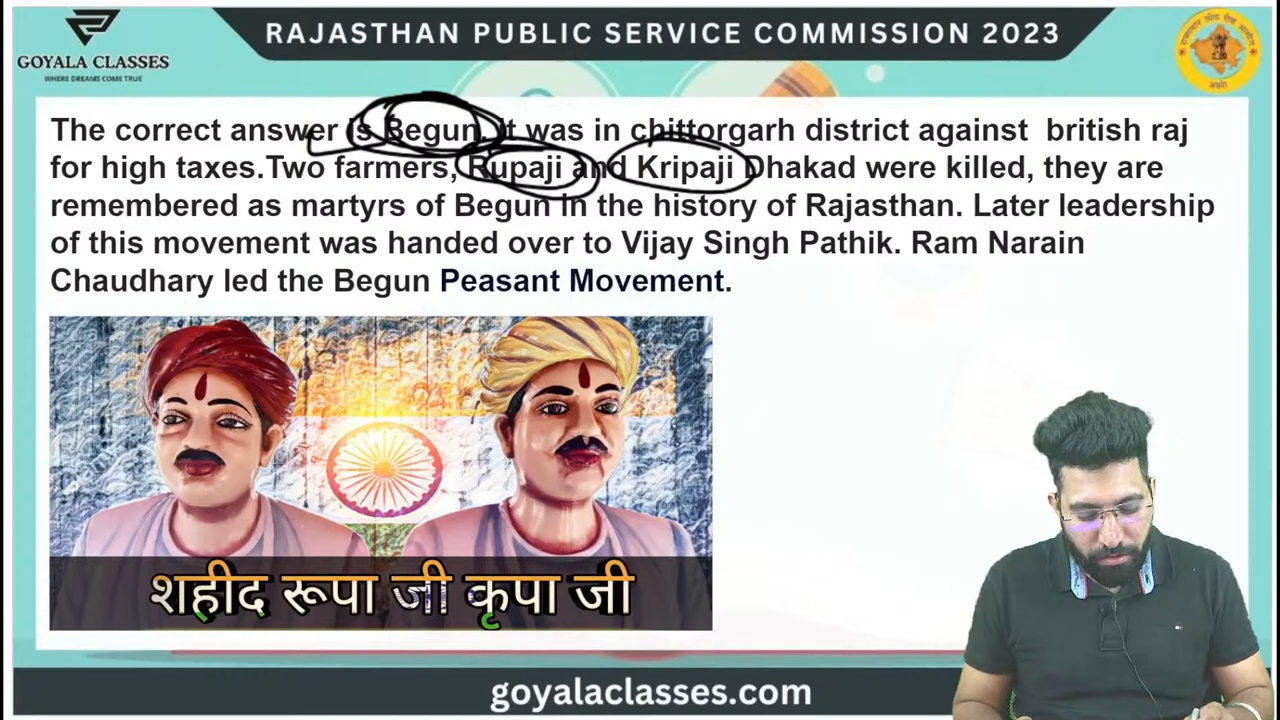 RAJASTHAN PUBLIC SERVICE COMMISSION 2023
GOYALA CLASSES
WHERE DREAMS COME TRUE
The correct answer is Begun. It was in chittorgarh district against british raj
for high taxes.Two farmers, Rupaji and Kripaji Dhakad were killed, they are
remembered as martyrs of Begun in the history of Rajasthan. Later leadership
of this movement was handed over to Vijay Singh Pathik. Ram Narain
Chaudhary led the Begun Peasant Movement.
शहीद रूपा जी कृपा जी
goyalaclasses.com